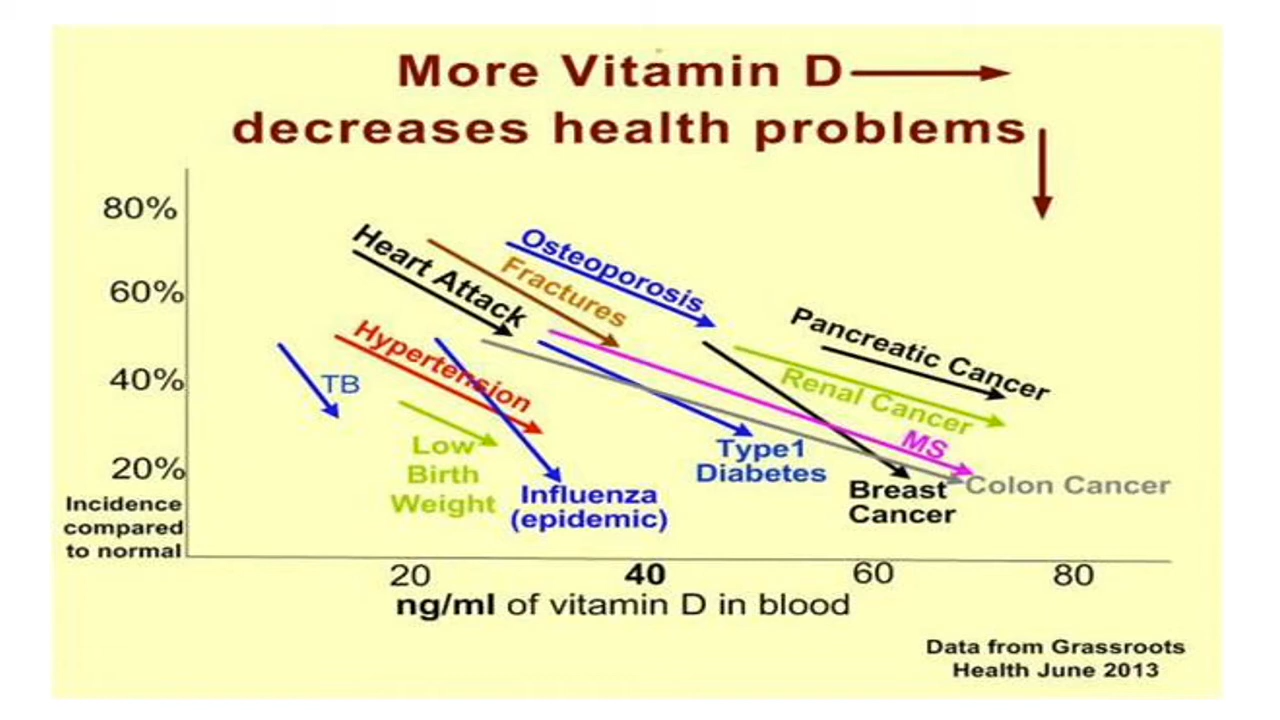 More Vitamin D
decreases health problems
80%
60%
40%
20%
Incidence
compared
to normal
Heart Attack
Fractures
Osteoporosis
Pancreatic Cancer
Hypertension
TB
Renal Cancer
MS
Low
Birth
Weight
Influenza
(epidemic)
Type1
Diabetes
Breast
Cancer
Colon Cancer
20 40 60 80
ng/ml of vitamin D in blood
Data from Grassroots
Health June 2013